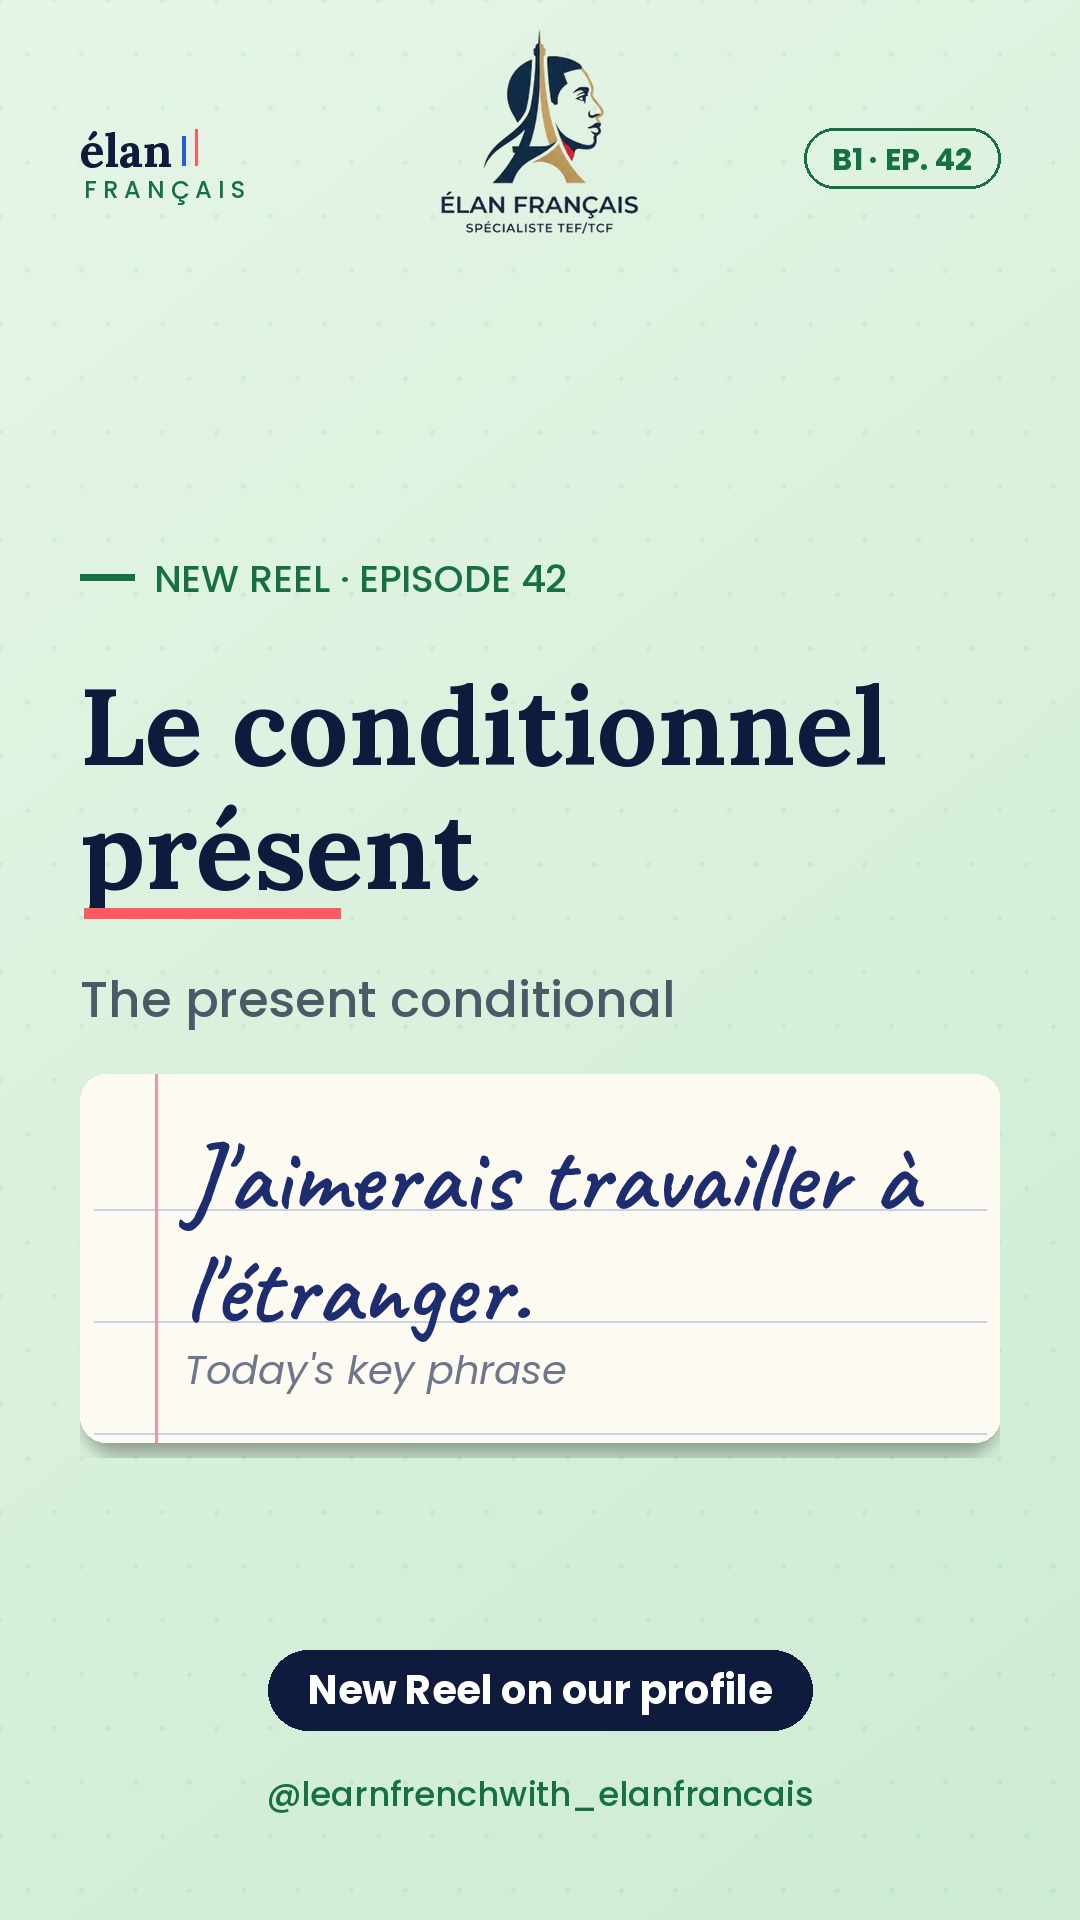 élan
FRANÇAIS
ÉLAN FRANÇAIS
SPÉCIALISTE TEF/TCF
B1 · EP. 42
NEW REEL · EPISODE 42
Le conditionnel
présent
The present conditional
J'aimerais travailler à
l'étranger.
Today's key phrase
New Reel on our profile
@learnfrenchwith_elanfrancais